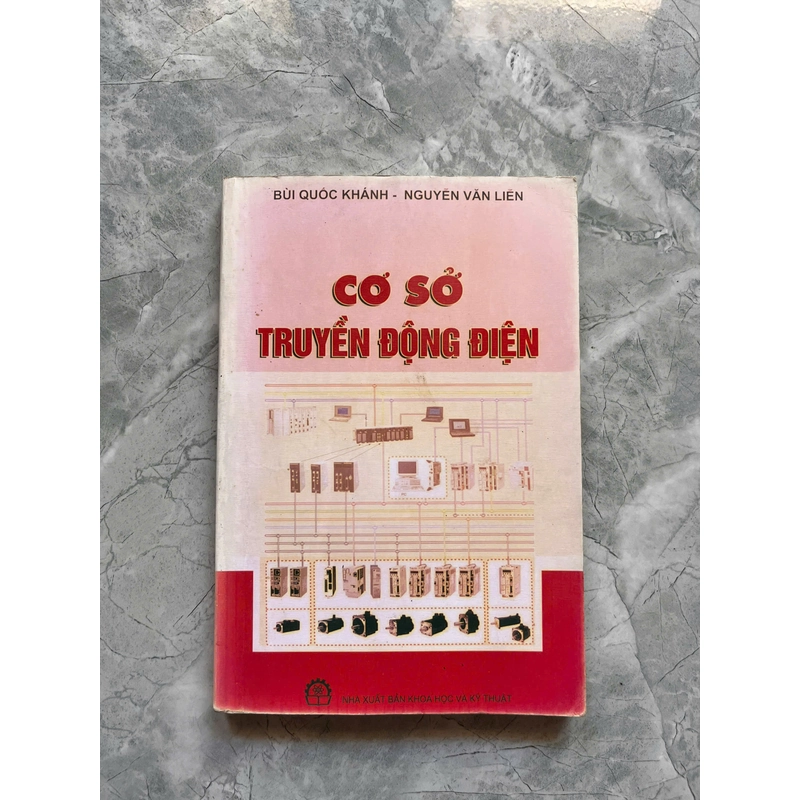 BÙI QUỐC KHÁNH - NGUYỄN VĂN LIỄN
CƠ SỞ
TRUYỀN ĐỘNG ĐIỆN
NHÀ XUẤT BẢN KHOA HỌC VÀ KỸ THUẬT